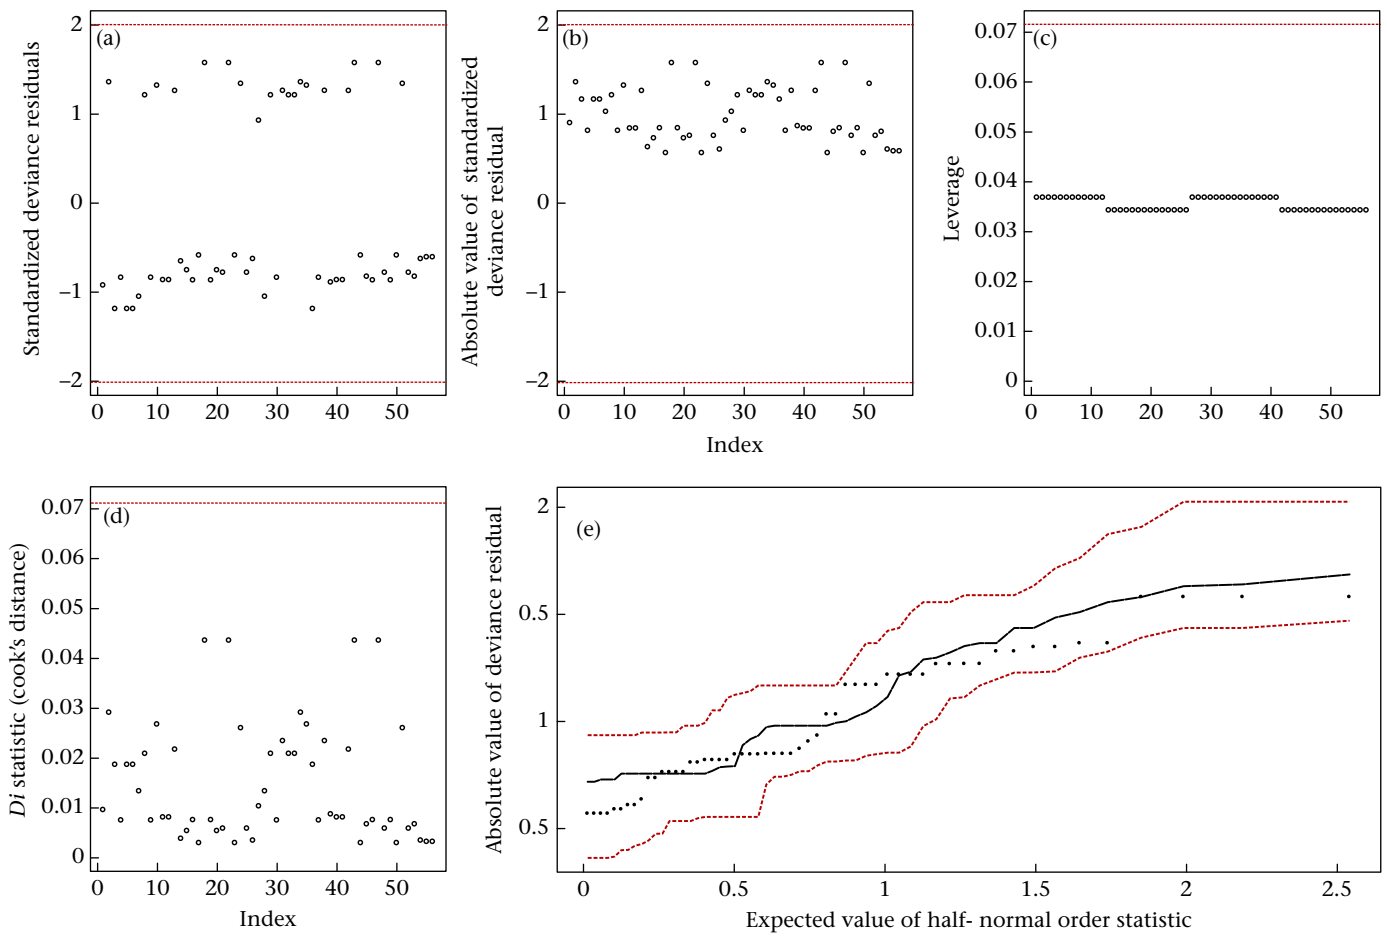 (a)
Standardized deviance residuals
2
1
0
−1
−2
0 10 20 30 40 50
(b)
Absolute value of standardized
deviance residual
2
1
0
−1
−2
0 10 20 30 40 50
Index
(c)
Leverage
0.07
0.06
0.05
0.04
0.03
0.02
0.01
0
0 10 20 30 40 50
(d)
Di statistic (cook's distance)
0.07
0.06
0.05
0.04
0.03
0.02
0.01
0
0 10 20 30 40 50
Index
(e)
Absolute value of deviance residual
2
0.5
1
0.5
0 0.5 1 1.5 2 2.5
Expected value of half- normal order statistic